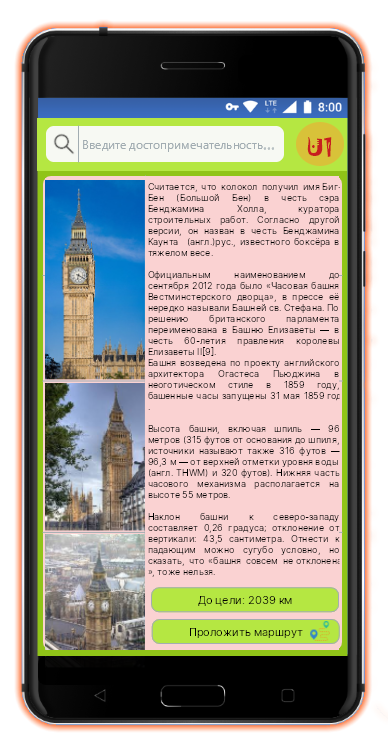 LTE
8:00
Введите достопримечательность...
Считается, что колокол получил имя Биг-
Бен (Большой Бен) в честь сэра
Бенджамина Холла, куратора
строительных работ. Согласно другой
версии, он назван в честь Бенджамина
Каунта (англ.)рус., известного боксёра в
тяжелом весе.
Официальным наименованием до
сентября 2012 года было «Часовая башня
Вестминстерского дворца», в прессе её
нередко называли Башней св. Стефана. По
решению британского парламента
переименована в Башню Елизаветы — в
честь 60-летия правления королевы
Елизаветы II[9].
Башня возведена по проекту английского
архитектора Огастеса Пьюджина в
неоготическом стиле в 1859 году,
башенные часы запущены 31 мая 1859 год
.
Высота башни, включая шпиль — 96
метров (315 футов от основания до шпиля,
источники называют также 316 футов —
96,3 м — от верхней отметки уровня воды
(англ. THWM) и 320 футов). Нижняя часть
часового механизма располагается на
высоте 55 метров.
Наклон башни к северо-западу
составляет 0,26 градуса; отклонение от
вертикали: 43,5 сантиметра. Отнести к
падающим можно сугубо условно, но
сказать, что «башня совсем не отклонена
», тоже нельзя.
До цели: 2039 км
Проложить маршрут